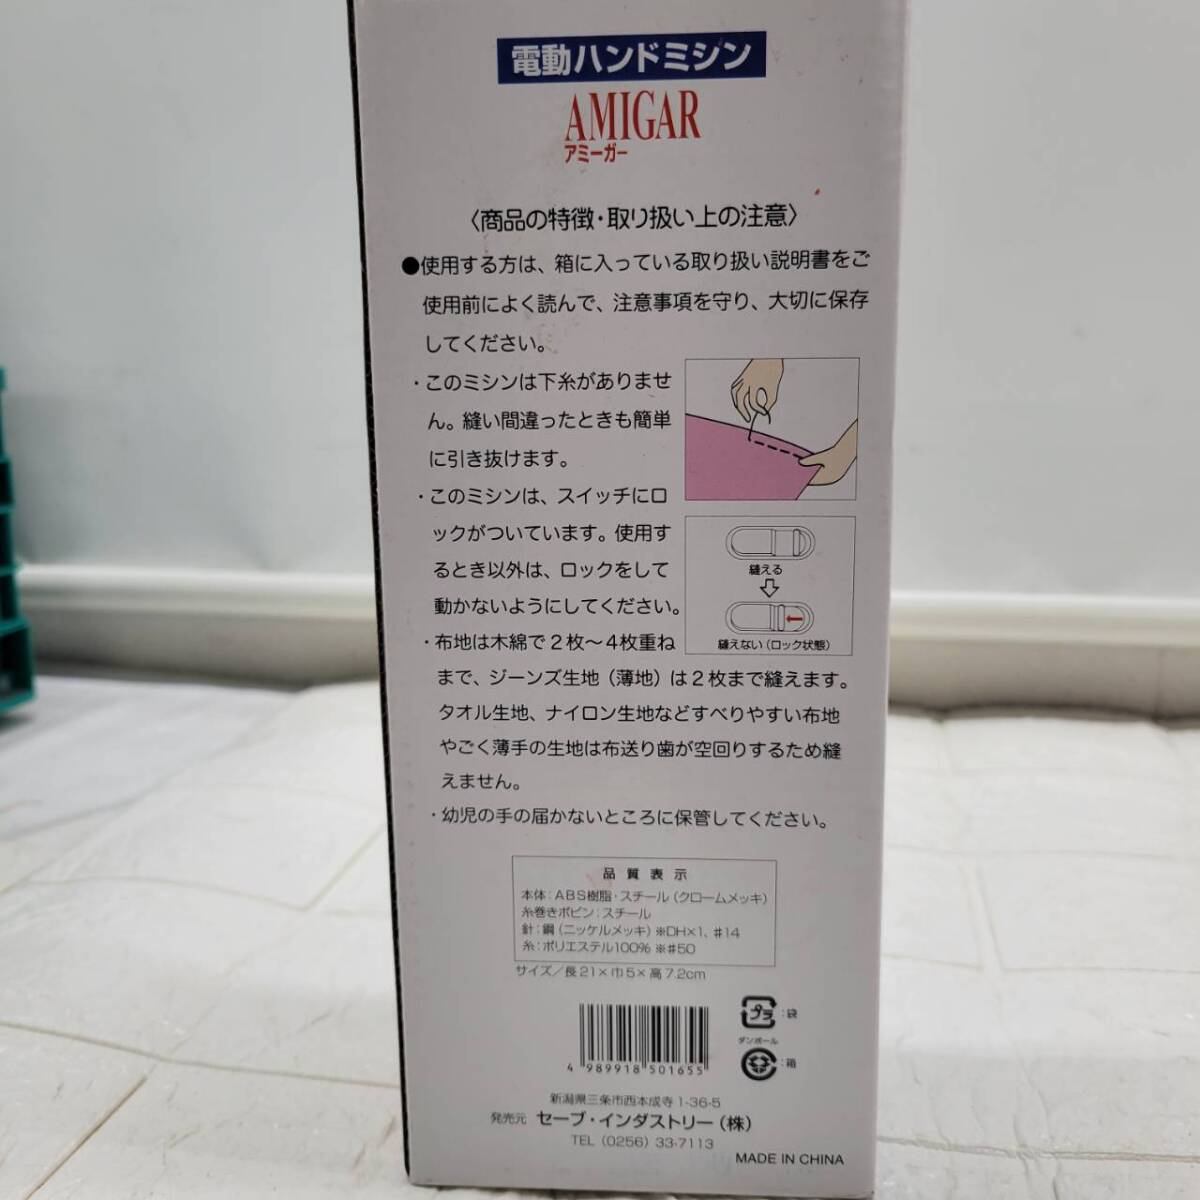 電動ハンドミシン
AMIGAR
アミーガー
〈商品の特徴・取り扱い上の注意〉
●使用する方は、箱に入っている取り扱い説明書をご
使用前によく読んで、注意事項を守り、大切に保存
してください。
・このミシンは下糸がありませ
ん。縫い間違ったときも簡単
に引き抜けます。
・このミシンは、スイッチにロ
ックがついています。使用す
るとき以外は、ロックをして
動かないようにしてください。
縫える
縫えない（ロック状態）
・布地は木綿で2枚〜4枚重ね
まで、ジーンズ生地（薄地）は2枚まで縫えます。
タオル生地、ナイロン生地などすべりやすい布地
やごく薄手の生地は布送り歯が空回りするため縫
えません。
・幼児の手の届かないところに保管してください。
品質表示
本体：ABS樹脂・スチール（クロームメッキ）
糸巻きボビン：スチール
針：鋼（ニッケルメッキ）※DH×1、#14
糸：ポリエステル100% ※#50
サイズ／長21×巾5×高7.2cm
4 989918 501655
プラ ：袋
ダンボール
：箱
新潟県三条市西本成寺1-36-5
発売元 セーブ・インダストリー（株）
TEL（0256）33-7113
MADE IN CHINA